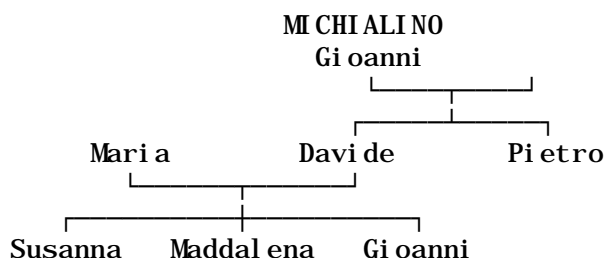 MICHIALINO
Gioanni
Maria Davide Pietro
Susanna Maddalena Gioanni